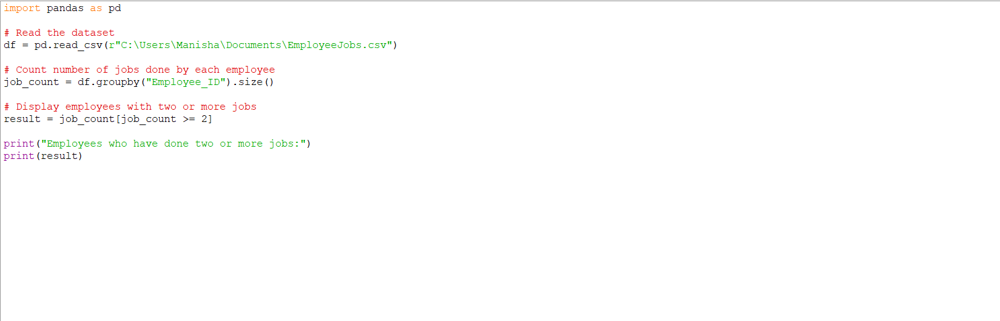 import pandas as pd
# Read the dataset
df = pd.read_csv(r"C:\Users\Manisha\Documents\EmployeeJobs.csv")
# Count number of jobs done by each employee
job_count = df.groupby("Employee_ID").size()
# Display employees with two or more jobs
result = job_count[job_count >= 2]
print("Employees who have done two or more jobs:")
print(result)